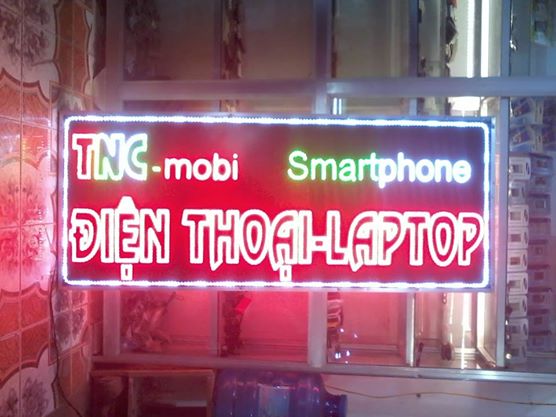 TNC-mobi Smartphone
ĐIỆN THOẠI-LAPTOP